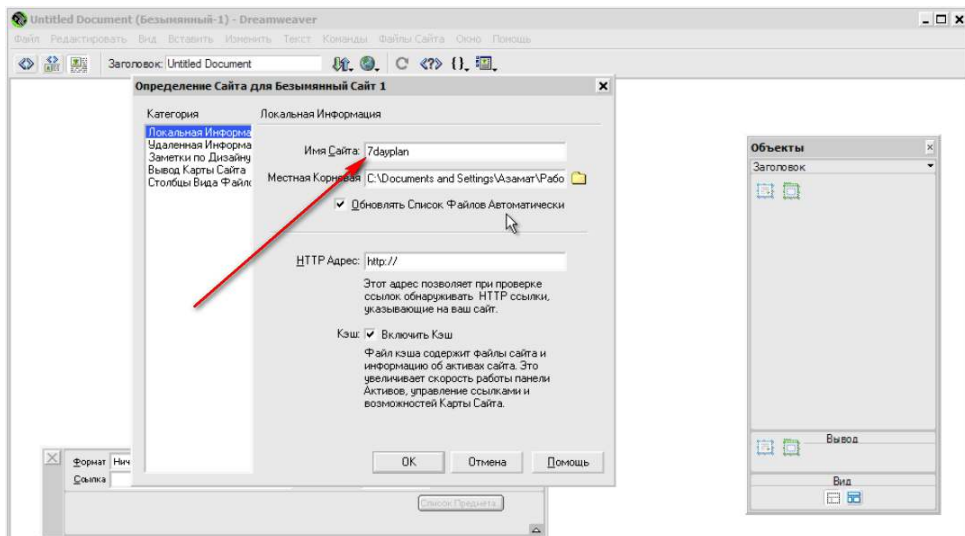 Untitled Document (Безымянный-1) - Dreamweaver
Файл Редактировать Вид Вставить Изменить Текст Команды Файлы Сайта Окно Помощь
Заголовок: Untitled Document
Определение Сайта для Безымянный Сайт 1
Категория
Локальная Информа
Удаленная Информа
Заметки по Дизайну
Вывод Карты Сайта
Столбцы Вида Файло
Локальная Информация
Имя Сайта: 7dayplan
Местная Корневая C:\Documents and Settings\Азамат\Рабо
Обновлять Список Файлов Автоматически
HTTP Адрес: http://
Этот адрес позволяет при проверке
ссылок обнаруживать HTTP ссылки,
указывающие на ваш сайт.
Кэш: Включить Кэш
Файл кэша содержит файлы сайта и
информацию об активах сайта. Это
увеличивает скорость работы панели
Активов, управление ссылками и
возможностей Карты Сайта.
OK Отмена Помощь
Объекты
Заголовок
Вывод
Вид
Формат Нич
Ссылка
Список Предмета...